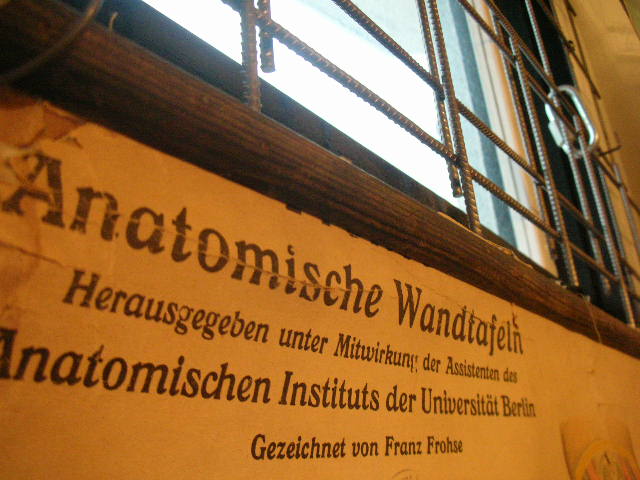 Anatomische Wandtafeln
Herausgegeben unter Mitwirkung der Assistenten des
Anatomischen Instituts der Universität Berlin
Gezeichnet von Franz Frohse